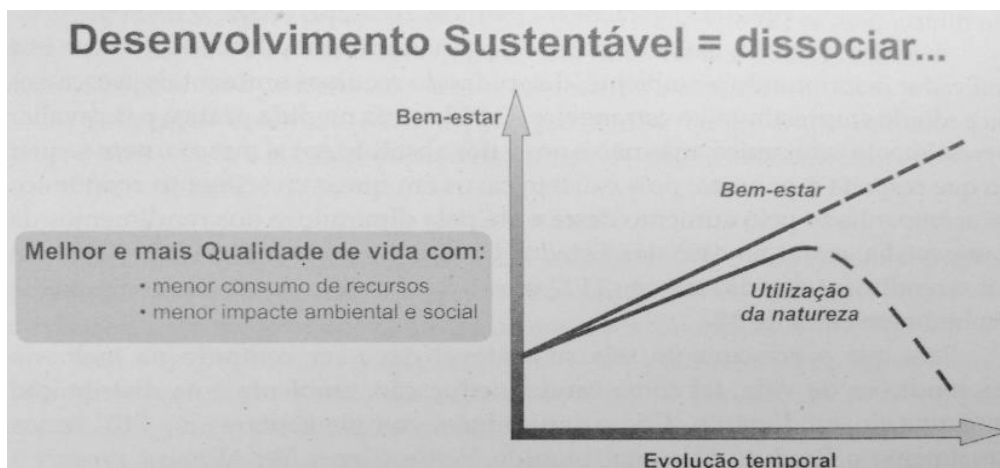 Desenvolvimento Sustentável = dissociar...
Bem-estar
Bem-estar
Melhor e mais Qualidade de vida com:
• menor consumo de recursos
• menor impacte ambiental e social
Utilização
da natureza
Evolução temporal